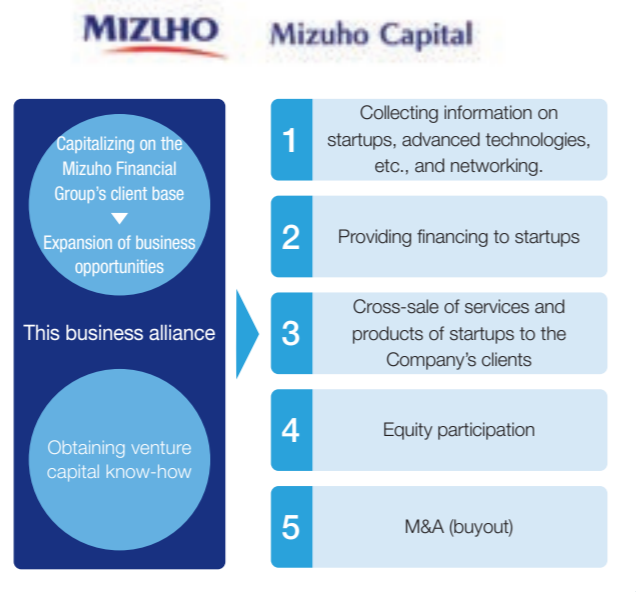 MIZUHO Mizuho Capital
Capitalizing on the
Mizuho Financial
Group's client base
▼
Expansion of business
opportunities
This business alliance
Obtaining venture
capital know-how
1
Collecting information on
startups, advanced technologies,
etc., and networking.
2
Providing financing to startups
3
Cross-sale of services and
products of startups to the
Company's clients
4
Equity participation
5
M&A (buyout)